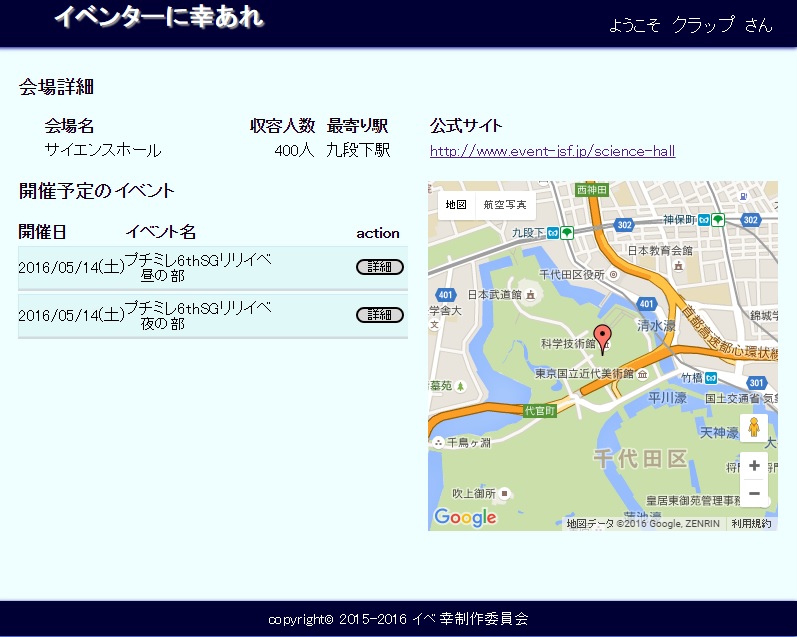 イベンターに幸あれ
ようこそ クラップ さん
会場詳細
会場名 収容人数 最寄り駅
サイエンスホール 400人 九段下駅
開催予定のイベント
開催日 イベント名 action
2016/05/14(土) プチミレ6thSGリリイベ
昼の部
詳細
2016/05/14(土) プチミレ6thSGリリイベ
夜の部
詳細
公式サイト
http://www.event-jsf.jp/science-hall
地図 航空写真
西神田
302
神保町
302
九段下
日本教育会館
千代田区役所
401
日本武道館
学舎大
文
401
清水濠
錦城学
首都高速都心環状線
科学技術館
東京国立近代美術館
竹橋
301
墓苑
平川濠
国土交通省 気
代官町
天神濠
千鳥ヶ淵
大
千代田区
将門
吹上御所
皇居東御苑管理事務
蓮池濠
Google
地図データ ©2016 Google, ZENRIN 利用規約
copyright© 2015-2016 イベ幸制作委員会